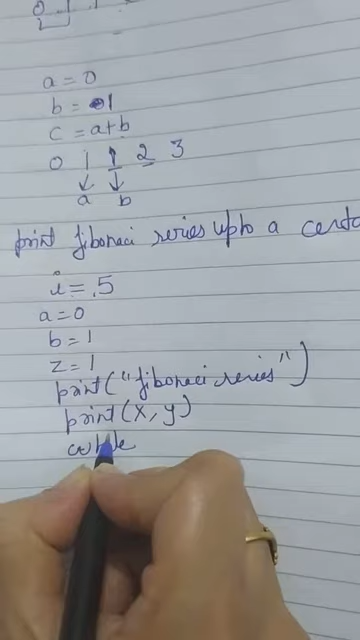 a = 0
b = 1
c = a+b
0 1 1 2 3
a b
print fibonaci series upto a
i = 5
a = 0
b = 1
z = 1
print("fibonaci series")
print(x, y)
while